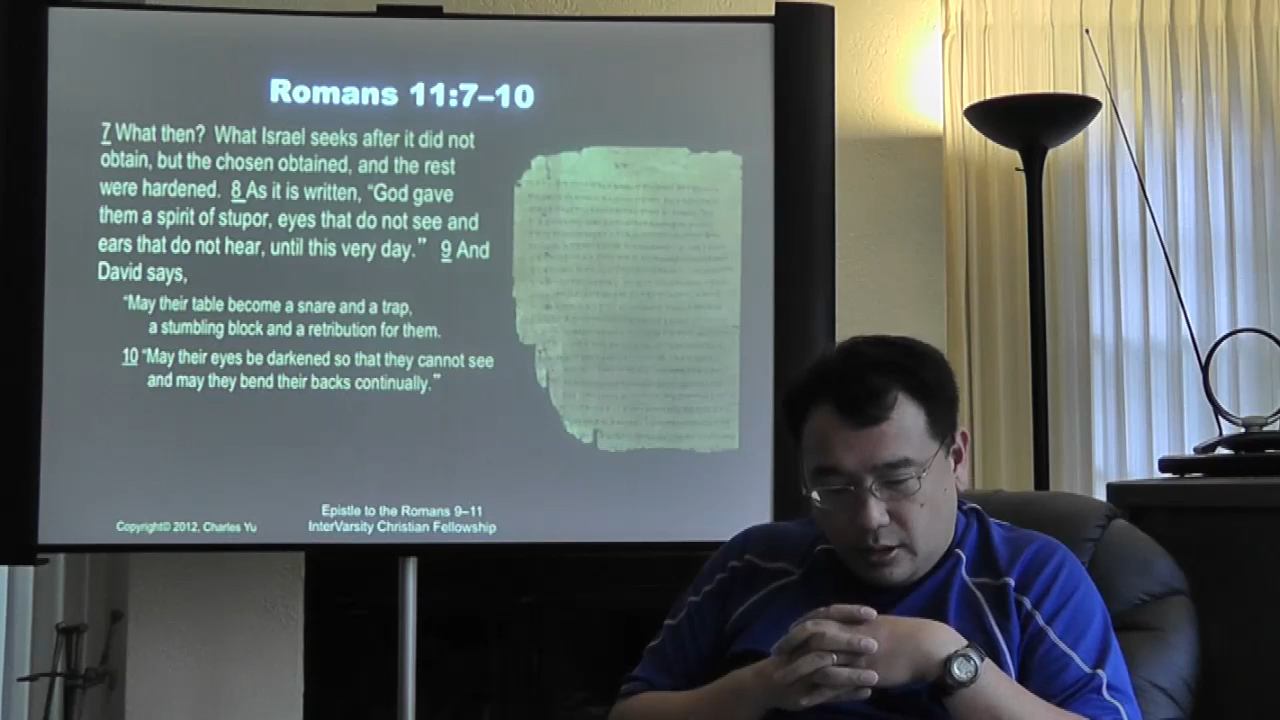 Romans 11:7–10
7 What then? What Israel seeks after it did not
obtain, but the chosen obtained, and the rest
were hardened. 8 As it is written, “God gave
them a spirit of stupor, eyes that do not see and
ears that do not hear, until this very day.” 9 And
David says,
“May their table become a snare and a trap,
a stumbling block and a retribution for them.
10 “May their eyes be darkened so that they cannot see
and may they bend their backs continually.”
Epistle to the Romans 9–11
Copyright© 2012, Charles Yu
InterVarsity Christian Fellowship